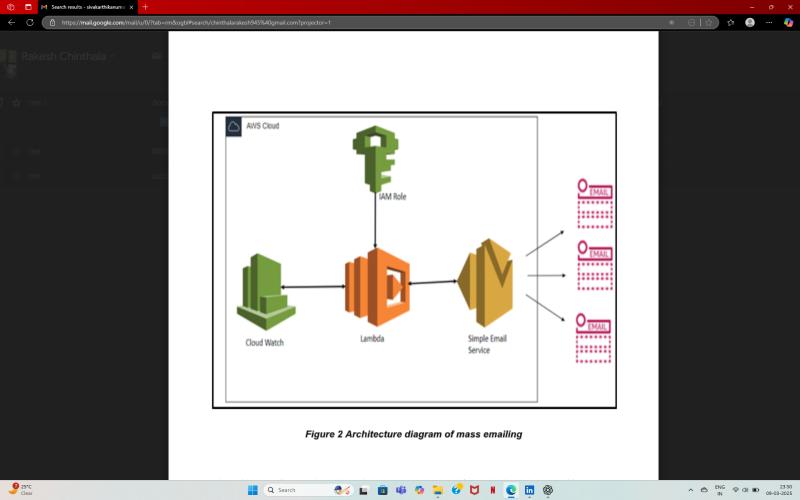 Search results - sivakarthikanum
https://mail.google.com/mail/u/0/?tab=rm&ogbl#search/chinthalarakesh945%40gmail.com?projector=1
Rakesh Chinthala
AWS Cloud
IAM Role
EMAIL
EMAIL
EMAIL
Cloud Watch
Lambda
Simple Email
Service
Figure 2 Architecture diagram of mass emailing
25°C
Clear
Search
ENG
IN
23:50
09-03-2025